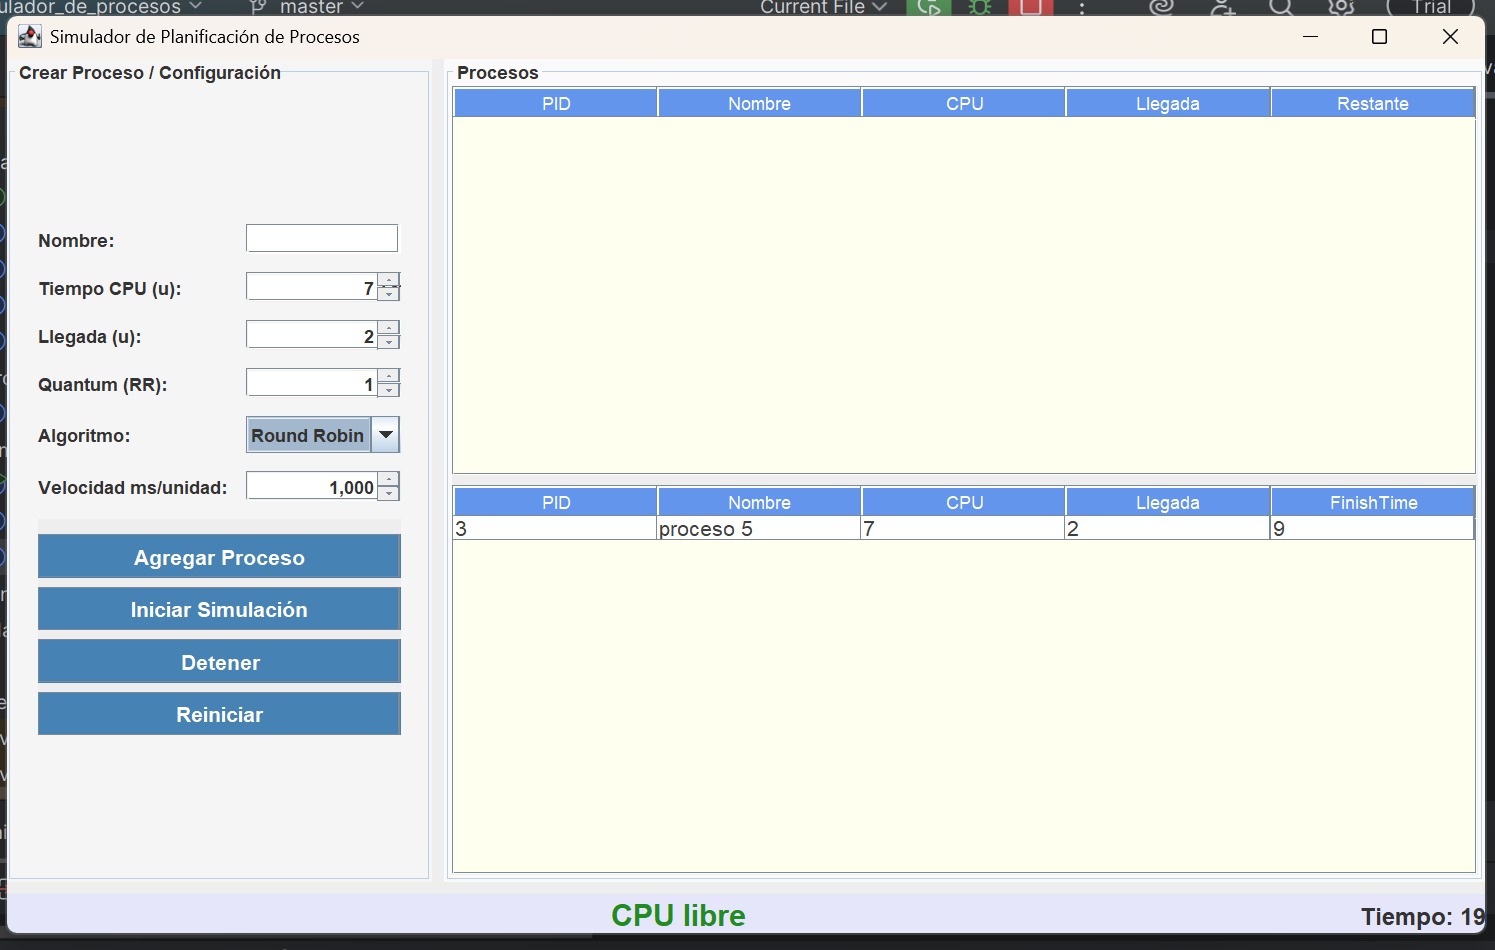 ulador_de_procesos
master
Current File
Trial
Simulador de Planificación de Procesos
Crear Proceso / Configuración
Nombre:
Tiempo CPU (u): 7
Llegada (u): 2
Quantum (RR): 1
Algoritmo: Round Robin
Velocidad ms/unidad: 1,000
Agregar Proceso
Iniciar Simulación
Detener
Reiniciar
Procesos
PID Nombre CPU Llegada Restante
PID Nombre CPU Llegada FinishTime
3 proceso 5 7 2 9
CPU libre
Tiempo: 19